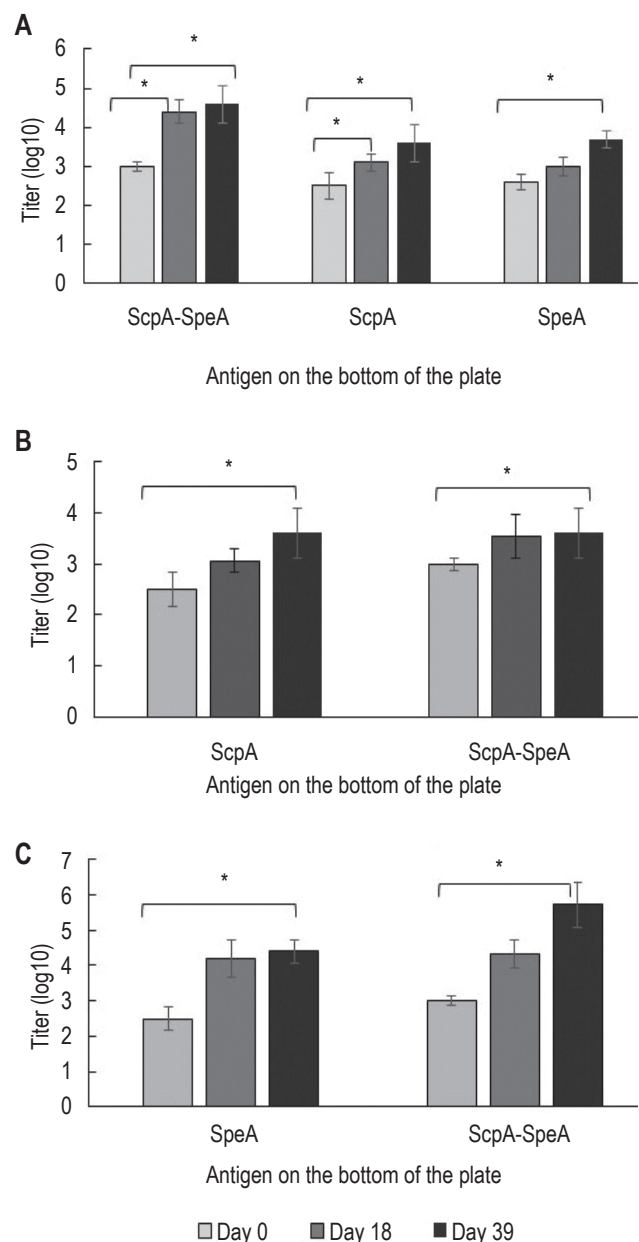 A
6
5
4
3
2
1
0
Titer (log10)
* * * * *
ScpA-SpeA ScpA SpeA
Antigen on the bottom of the plate
B
5
4
3
2
1
0
Titer (log10)
* *
ScpA ScpA-SpeA
Antigen on the bottom of the plate
C
7
6
5
4
3
2
1
0
Titer (log10)
* *
SpeA ScpA-SpeA
Antigen on the bottom of the plate
Day 0 Day 18 Day 39